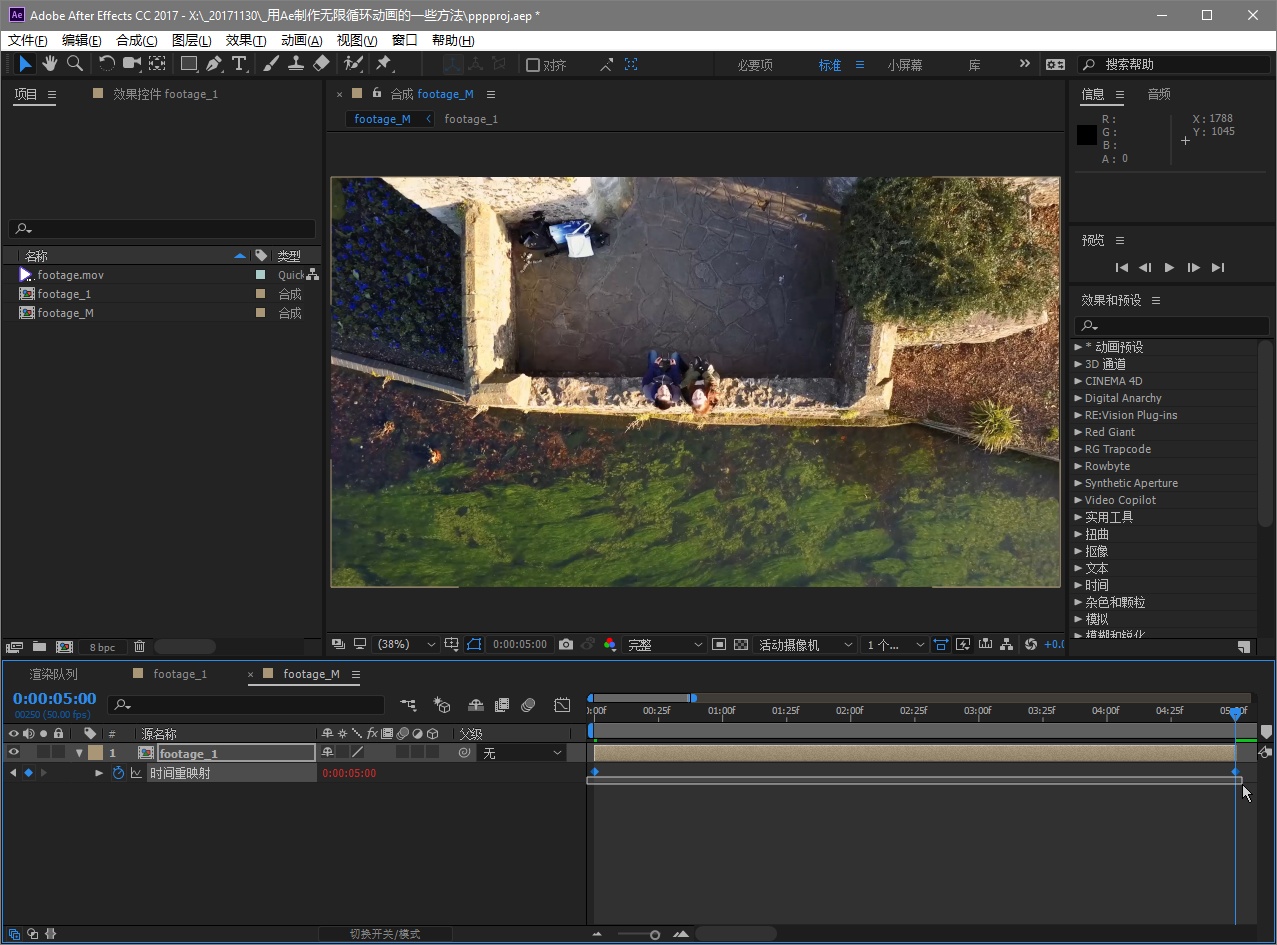 Adobe After Effects CC 2017 - X:\_20171130\_用Ae制作无限循环动画的一些方法\pppproj.aep *
文件(F) 编辑(E) 合成(C) 图层(L) 效果(T) 动画(A) 视图(V) 窗口 帮助(H)
对齐 必要项 标准 小屏幕 库 搜索帮助
项目 效果控件 footage_1
合成 footage_M
footage_M footage_1
名称 类型
footage.mov Quick
footage_1 合成
footage_M 合成
8 bpc
(38%) 0:00:05:00 完整 活动摄像机 1 个... +0.0
信息 音频
R : X : 1788
G : Y : 1045
B :
A : 0
预览
效果和预设
* 动画预设
3D 通道
CINEMA 4D
Digital Anarchy
RE:Vision Plug-ins
Red Giant
RG Trapcode
Rowbyte
Synthetic Aperture
Video Copilot
实用工具
扭曲
抠像
文本
时间
杂色和颗粒
模拟
模糊和锐化
渲染队列 footage_1 footage_M
0:00:05:00
00250 (50.00 fps)
:00f 00:25f 01:00f 01:25f 02:00f 02:25f 03:00f 03:25f 04:00f 04:25f 05:00f
# 源名称 fx 父级
1 footage_1 无
时间重映射 0:00:05:00
切换开关/模式